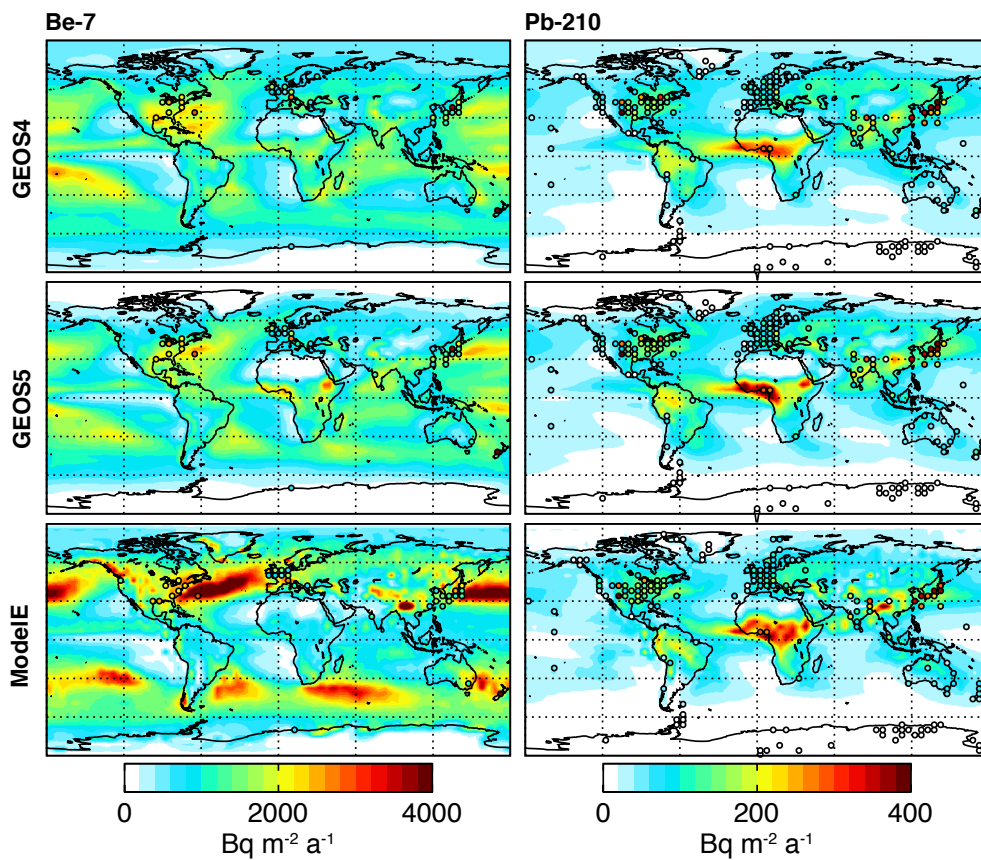 Be-7 Pb-210
GEOS4
GEOS5
ModelE
0 2000 4000 0 200 400
Bq m⁻² a⁻¹ Bq m⁻² a⁻¹